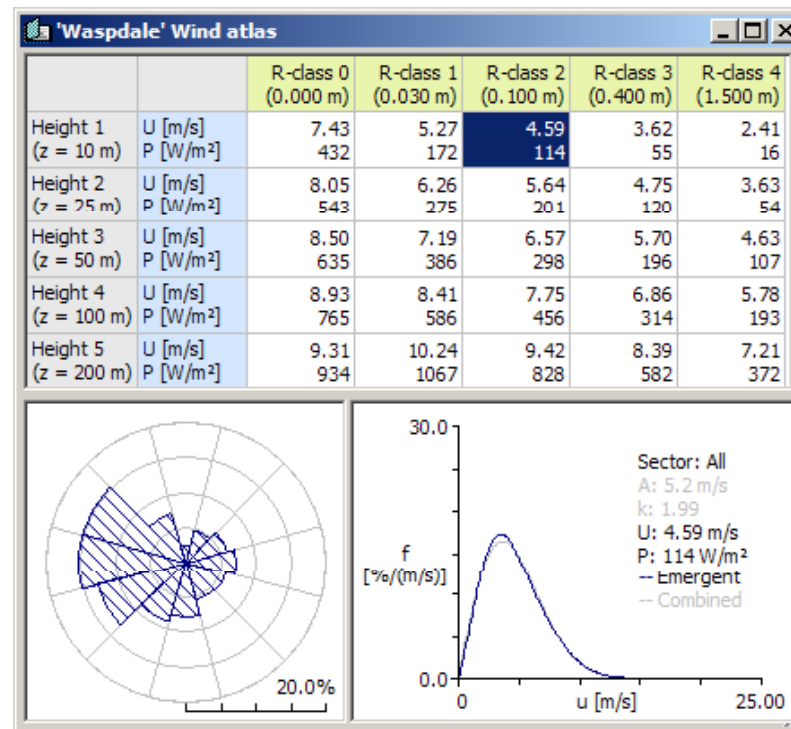 'Waspdale' Wind atlas
R-class 0 R-class 1 R-class 2 R-class 3 R-class 4
(0.000 m) (0.030 m) (0.100 m) (0.400 m) (1.500 m)
Height 1 U [m/s] 7.43 5.27 4.59 3.62 2.41
(z = 10 m) P [W/m²] 432 172 114 55 16
Height 2 U [m/s] 8.05 6.26 5.64 4.75 3.63
(z = 25 m) P [W/m²] 543 275 201 120 54
Height 3 U [m/s] 8.50 7.19 6.57 5.70 4.63
(z = 50 m) P [W/m²] 635 386 298 196 107
Height 4 U [m/s] 8.93 8.41 7.75 6.86 5.78
(z = 100 m) P [W/m²] 765 586 456 314 193
Height 5 U [m/s] 9.31 10.24 9.42 8.39 7.21
(z = 200 m) P [W/m²] 934 1067 828 582 372
20.0%
30.0
f
[%/(m/s)]
0.0
0 u [m/s] 25.00
Sector: All
A: 5.2 m/s
k: 1.99
U: 4.59 m/s
P: 114 W/m²
-- Emergent
-- Combined